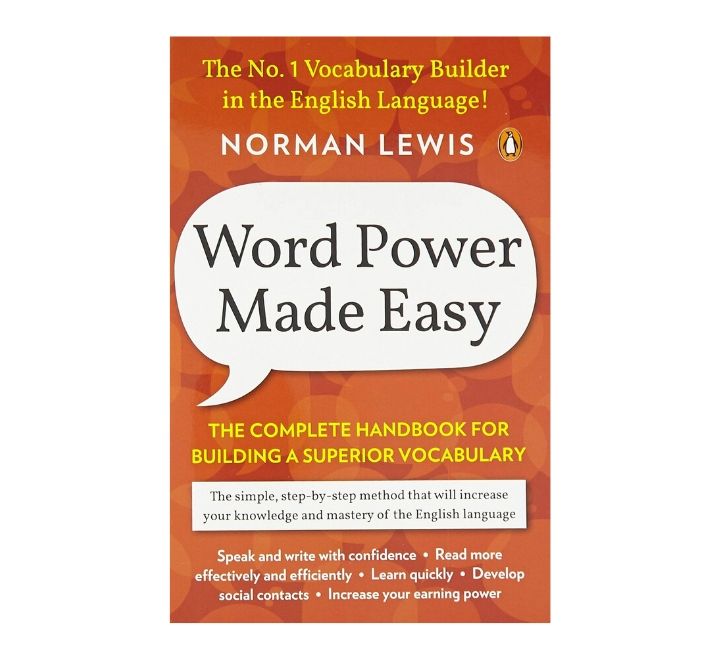 The No. 1 Vocabulary Builder
in the English Language!
NORMAN LEWIS
Word Power
Made Easy
THE COMPLETE HANDBOOK FOR
BUILDING A SUPERIOR VOCABULARY
The simple, step-by-step method that will increase
your knowledge and mastery of the English language
Speak and write with confidence • Read more
effectively and efficiently • Learn quickly • Develop
social contacts • Increase your earning power